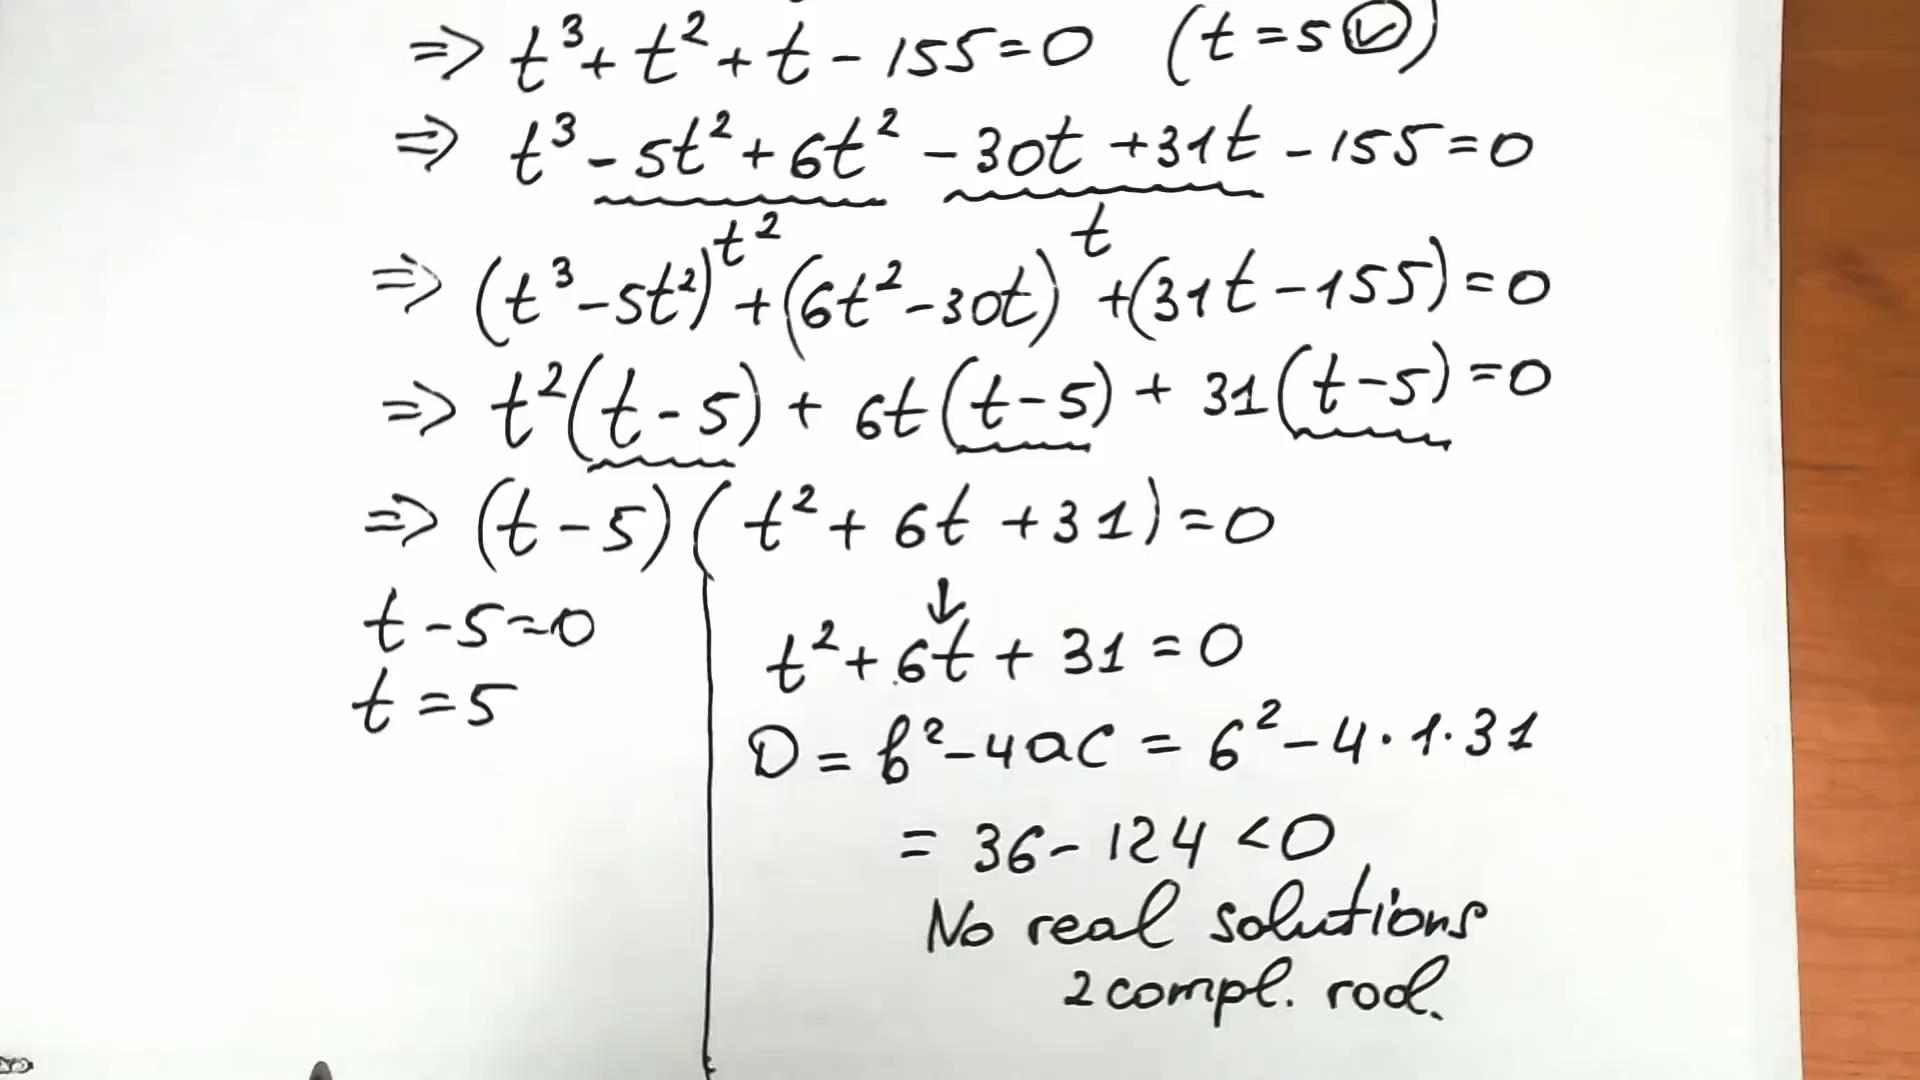 => t³ + t² + t - 155 = 0 (t = 5 ✓)
=> t³ - 5t² + 6t² - 30t + 31t - 155 = 0
t² t
=> (t³ - 5t²) + (6t² - 30t) + (31t - 155) = 0
=> t²(t - 5) + 6t(t - 5) + 31(t - 5) = 0
=> (t - 5)(t² + 6t + 31) = 0
↓
t - 5 = 0
t = 5
t² + 6t + 31 = 0
D = b² - 4ac = 6² - 4 · 1 · 31
= 36 - 124 < 0
No real solutions
2 compl. rod.